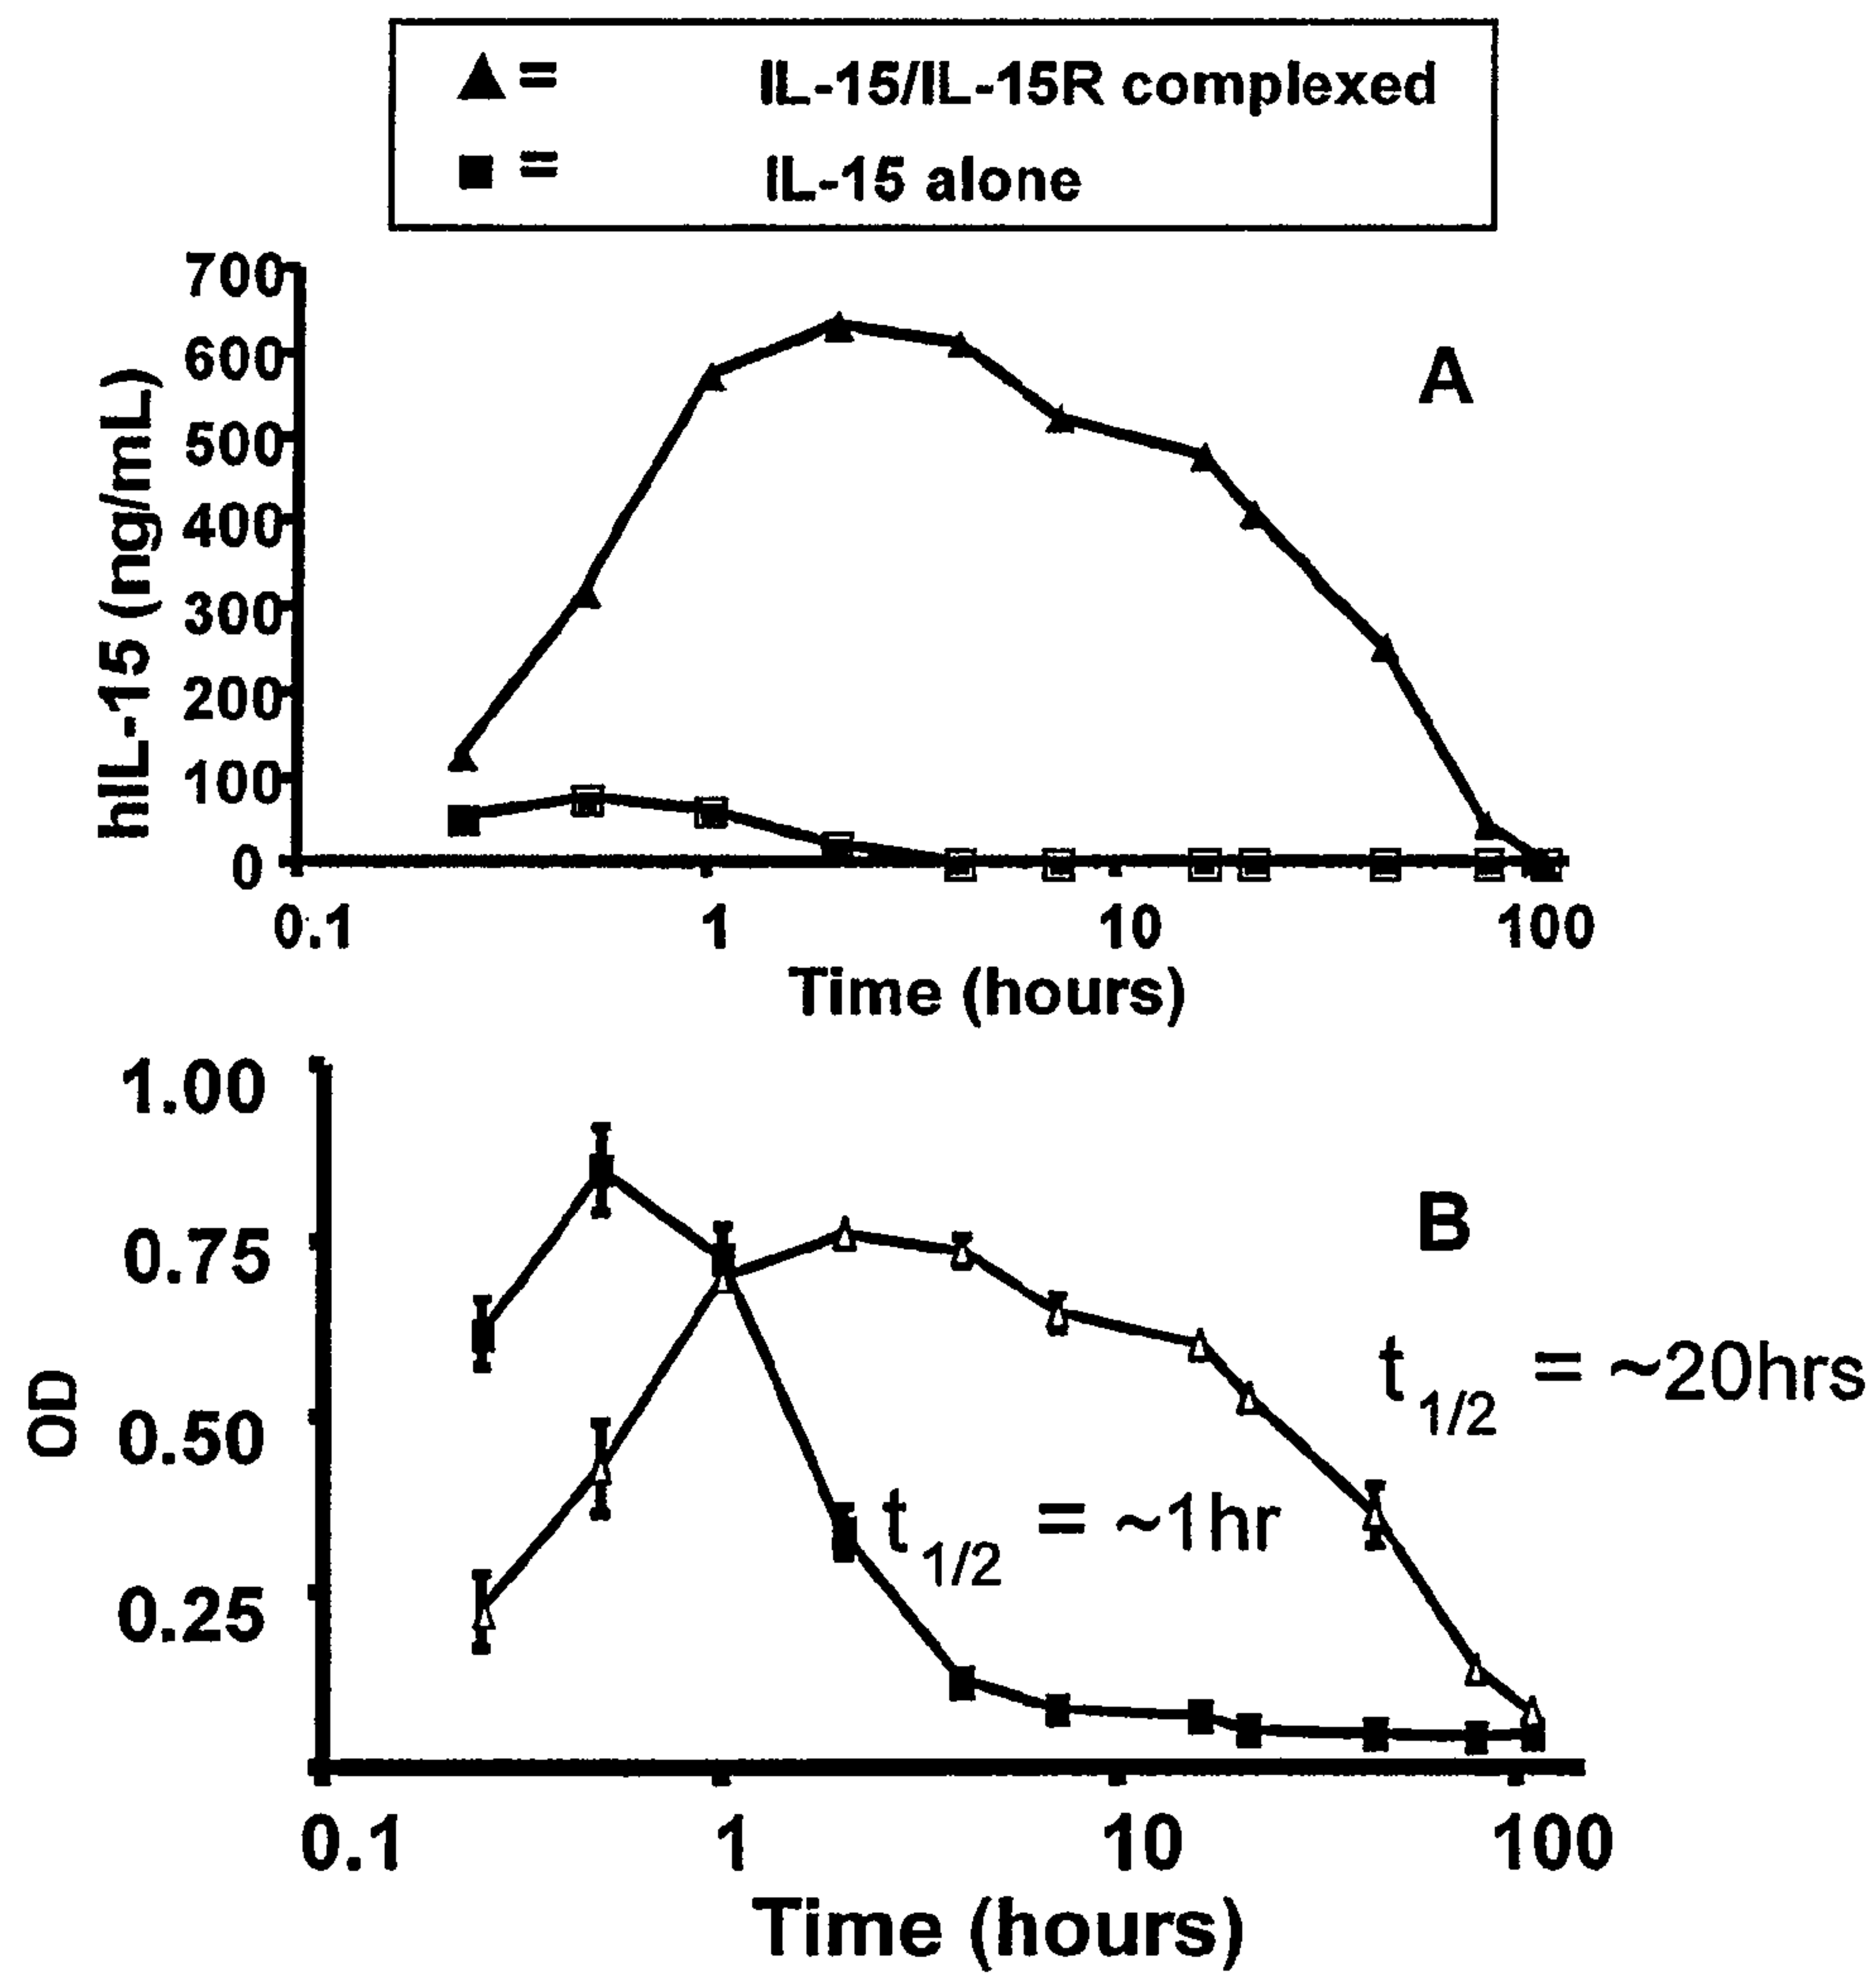 ▲ = IL-15/IL-15R complexed
■ = IL-15 alone
700
600
500
400
300
200
100
0
hIL-15 (ng/mL)
A
0.1 1 10 100
Time (hours)
1.00
0.75
0.50
0.25
OD
B
t1/2 = ~20hrs
t1/2 = ~1hr
0.1 1 10 100
Time (hours)